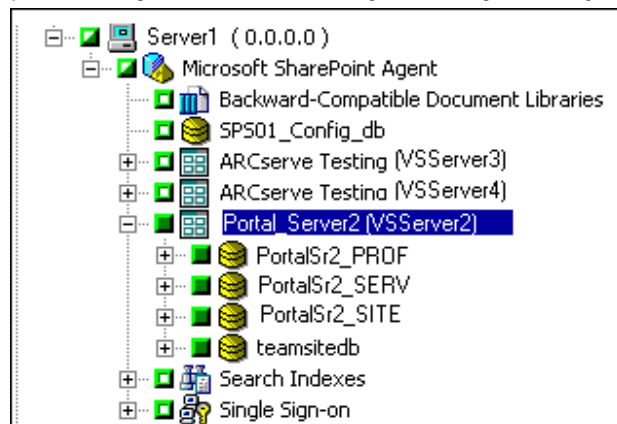 Server1 ( 0.0.0.0 )
Microsoft SharePoint Agent
Backward-Compatible Document Libraries
SPS01_Config_db
ARCserve Testing (VSServer3)
ARCserve Testing (VSServer4)
Portal_Server2 (VSServer2)
PortalSr2_PROF
PortalSr2_SERV
PortalSr2_SITE
teamsitedb
Search Indexes
Single Sign-on